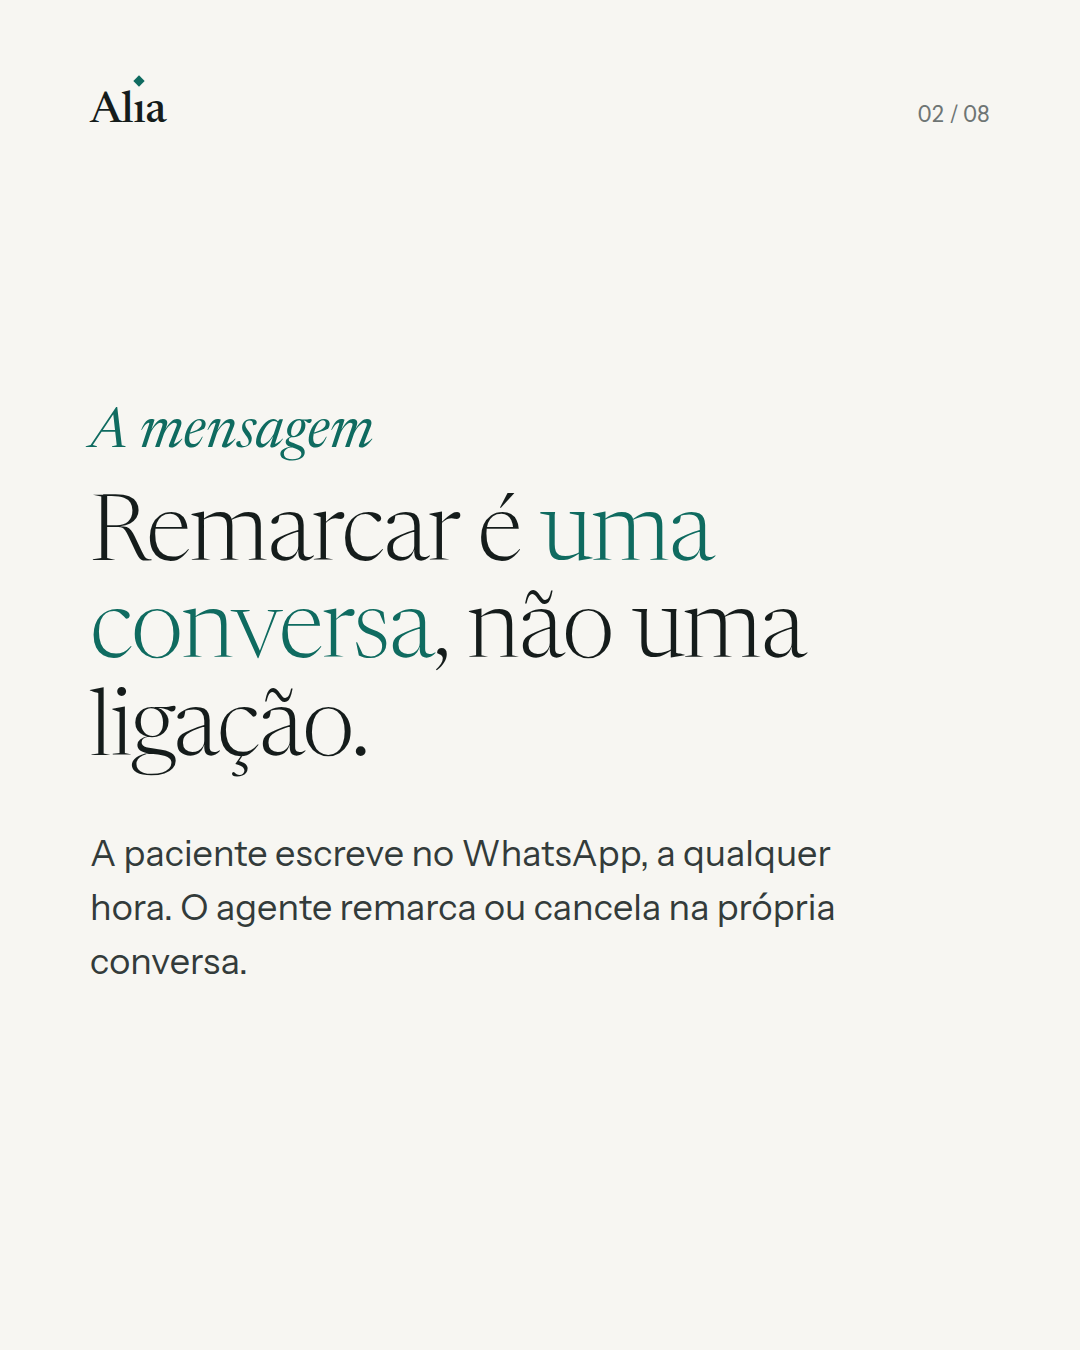 Alia
02 / 08
A mensagem
Remarcar é uma
conversa, não uma
ligação.
A paciente escreve no WhatsApp, a qualquer
hora. O agente remarca ou cancela na própria
conversa.